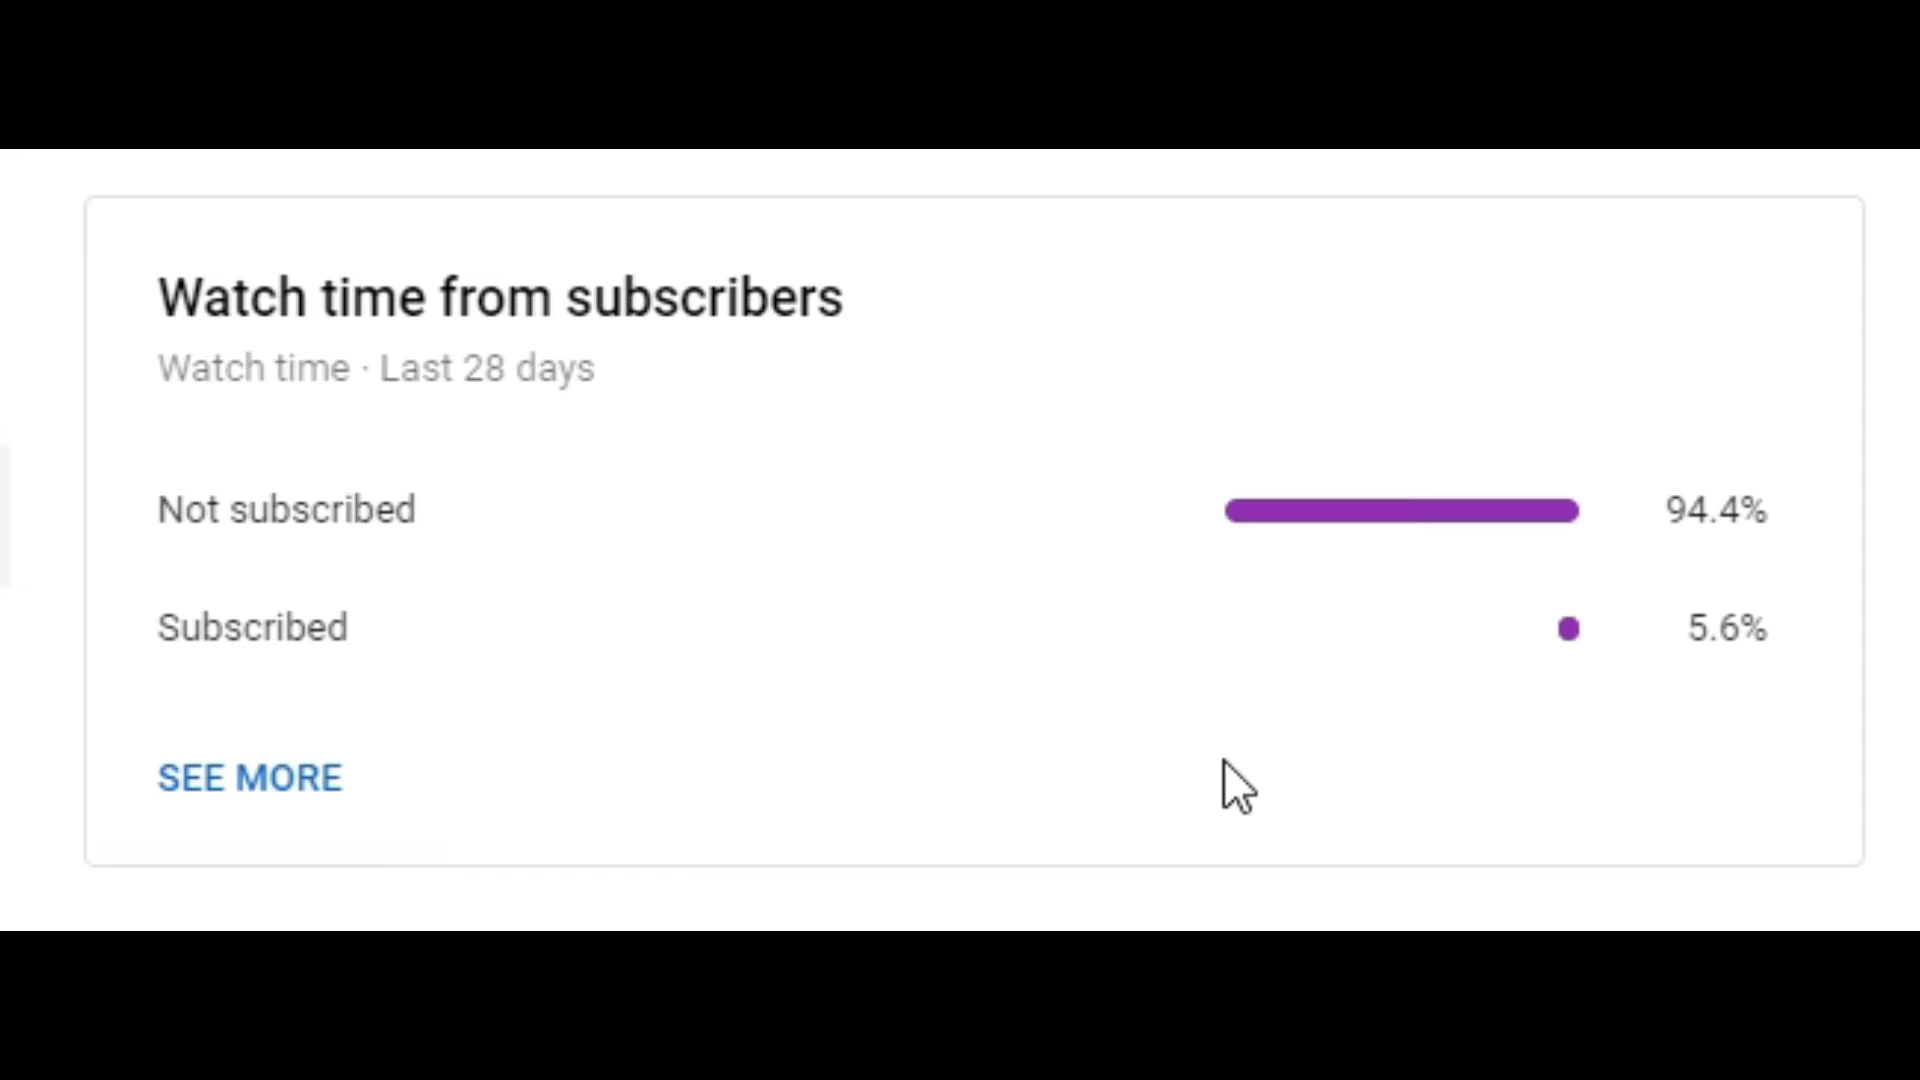 Watch time from subscribers
Watch time · Last 28 days
Not subscribed 94.4%
Subscribed 5.6%
SEE MORE